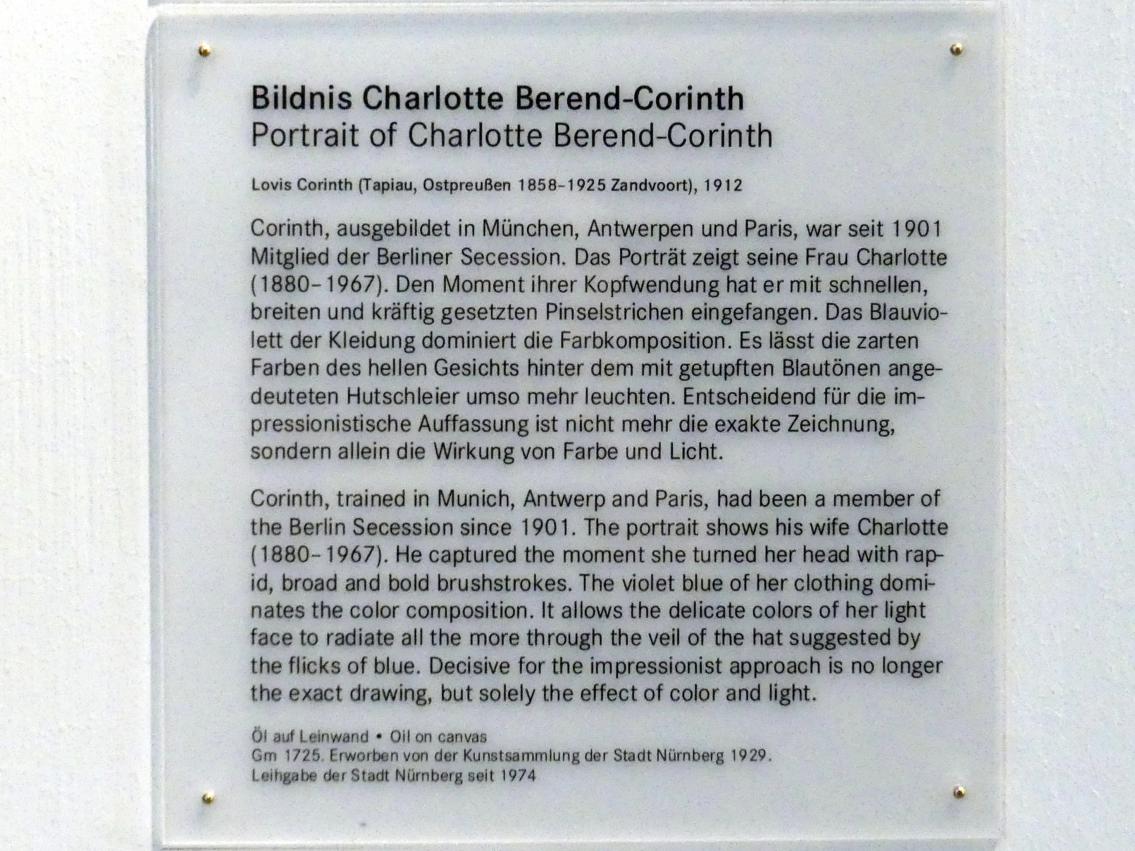 Bildnis Charlotte Berend-Corinth
Portrait of Charlotte Berend-Corinth
Lovis Corinth (Tapiau, Ostpreußen 1858–1925 Zandvoort), 1912
Corinth, ausgebildet in München, Antwerpen und Paris, war seit 1901
Mitglied der Berliner Secession. Das Porträt zeigt seine Frau Charlotte
(1880–1967). Den Moment ihrer Kopfwendung hat er mit schnellen,
breiten und kräftig gesetzten Pinselstrichen eingefangen. Das Blauvio-
lett der Kleidung dominiert die Farbkomposition. Es lässt die zarten
Farben des hellen Gesichts hinter dem mit getupften Blautönen ange-
deuteten Hutschleier umso mehr leuchten. Entscheidend für die im-
pressionistische Auffassung ist nicht mehr die exakte Zeichnung,
sondern allein die Wirkung von Farbe und Licht.
Corinth, trained in Munich, Antwerp and Paris, had been a member of
the Berlin Secession since 1901. The portrait shows his wife Charlotte
(1880–1967). He captured the moment she turned her head with rap-
id, broad and bold brushstrokes. The violet blue of her clothing domi-
nates the color composition. It allows the delicate colors of her light
face to radiate all the more through the veil of the hat suggested by
the flicks of blue. Decisive for the impressionist approach is no longer
the exact drawing, but solely the effect of color and light.
Öl auf Leinwand • Oil on canvas
Gm 1725. Erworben von der Kunstsammlung der Stadt Nürnberg 1929.
Leihgabe der Stadt Nürnberg seit 1974